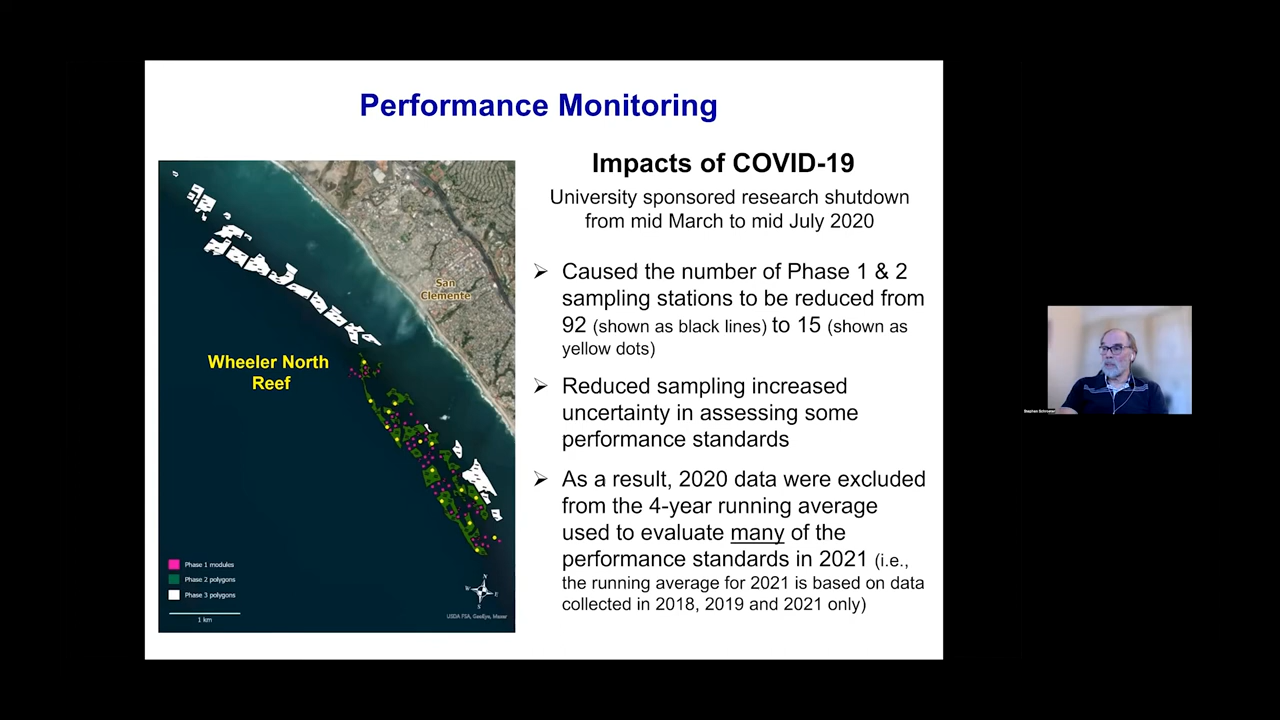 Performance Monitoring
Impacts of COVID-19
University sponsored research shutdown
from mid March to mid July 2020
Caused the number of Phase 1 & 2
sampling stations to be reduced from
92 (shown as black lines) to 15 (shown as
yellow dots)
Reduced sampling increased
uncertainty in assessing some
performance standards
As a result, 2020 data were excluded
from the 4-year running average
used to evaluate many of the
performance standards in 2021 (i.e.,
the running average for 2021 is based on data
collected in 2018, 2019 and 2021 only)
San
Clemente
Wheeler North
Reef
Phase 1 modules
Phase 2 polygons
Phase 3 polygons
1 km
N
W E
S
USDA FSA, GeoEye, Maxar
Stephen Schroeter